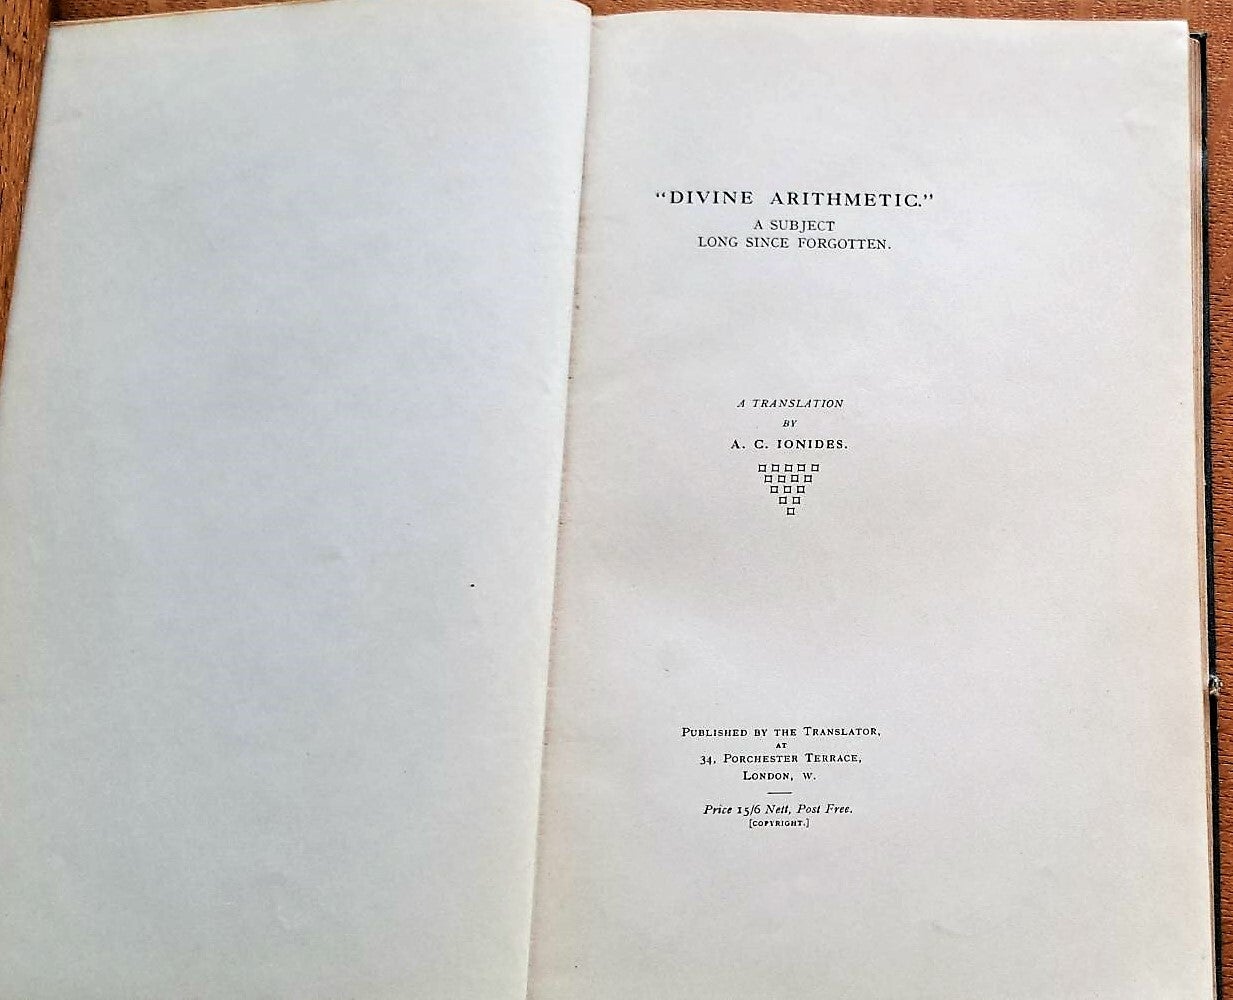 "DIVINE ARITHMETIC."
A SUBJECT
LONG SINCE FORGOTTEN.
A TRANSLATION
BY
A. C. IONIDES.
PUBLISHED BY THE TRANSLATOR,
AT
34, PORCHESTER TERRACE,
LONDON, W.
Price 15/6 Nett, Post Free.
[COPYRIGHT.]